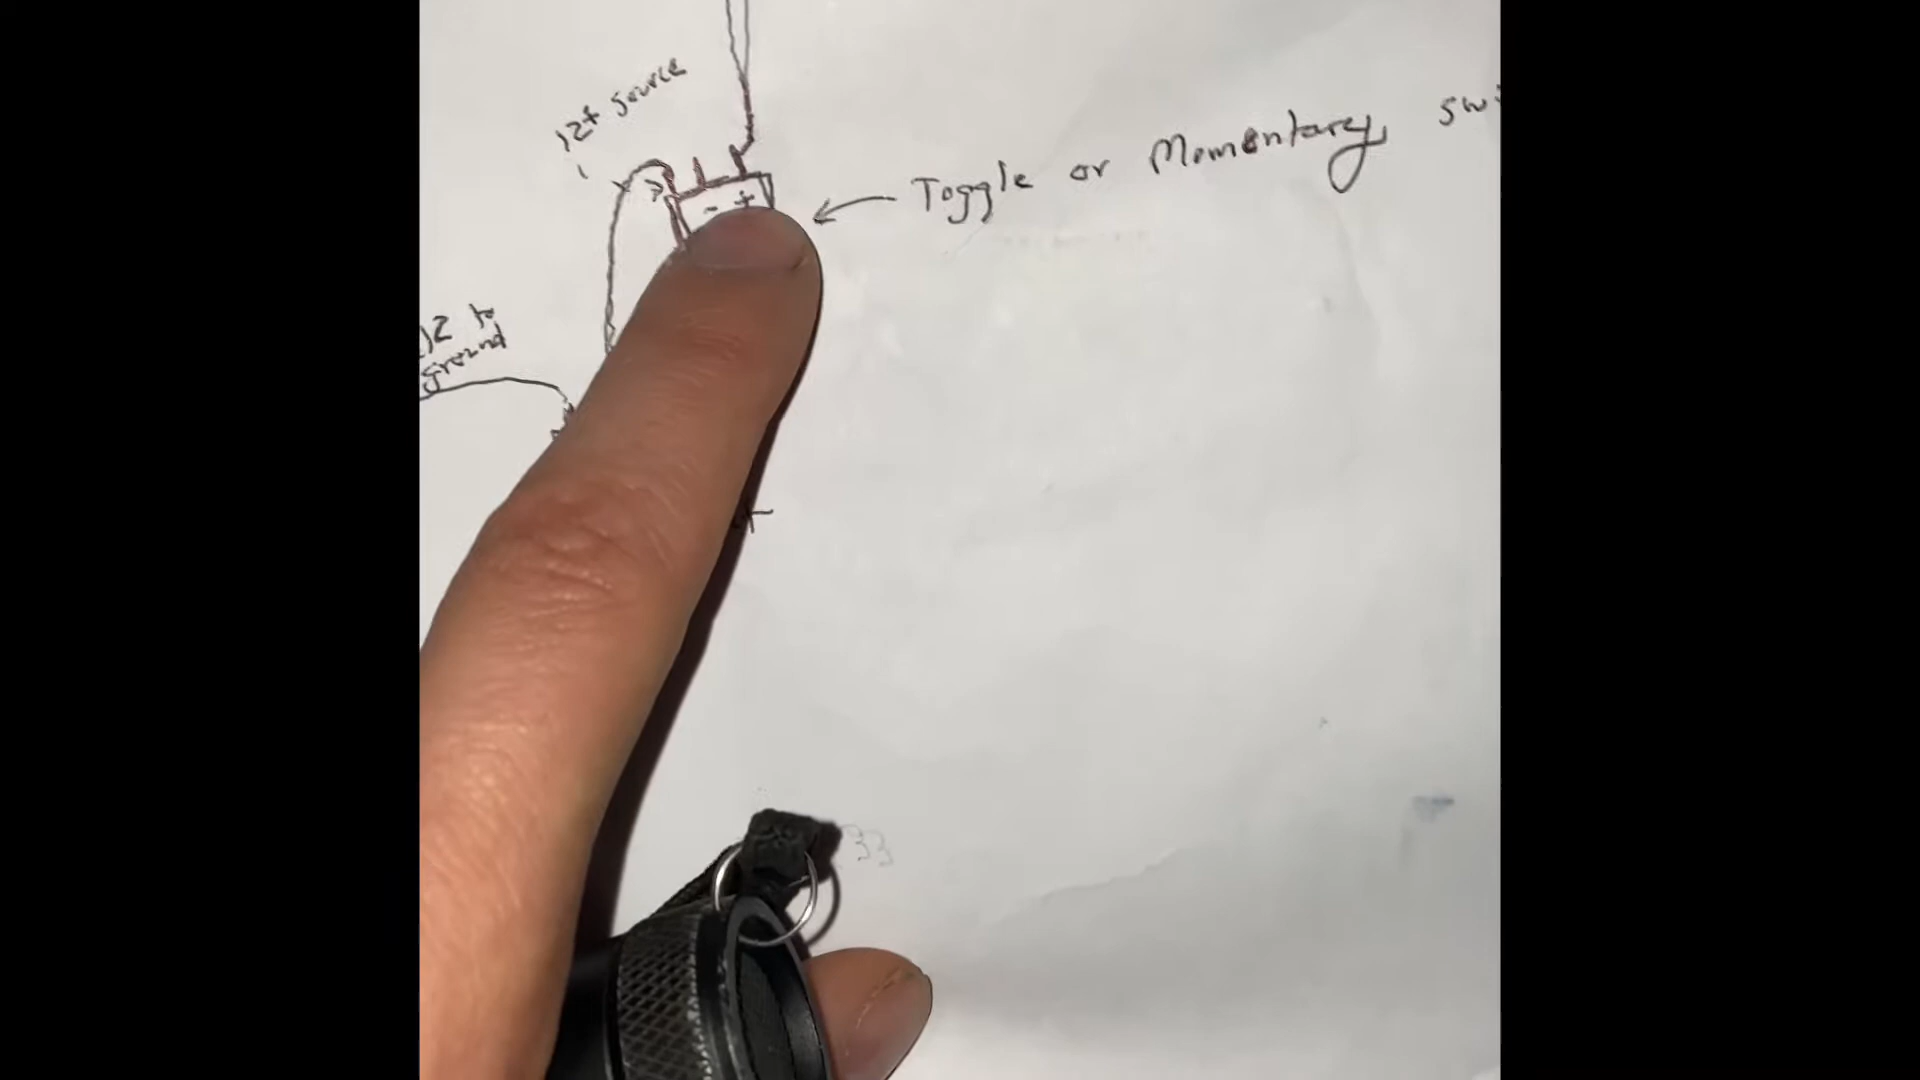 12+ source
- +
Toggle or Momentary sw
12 to
ground
+